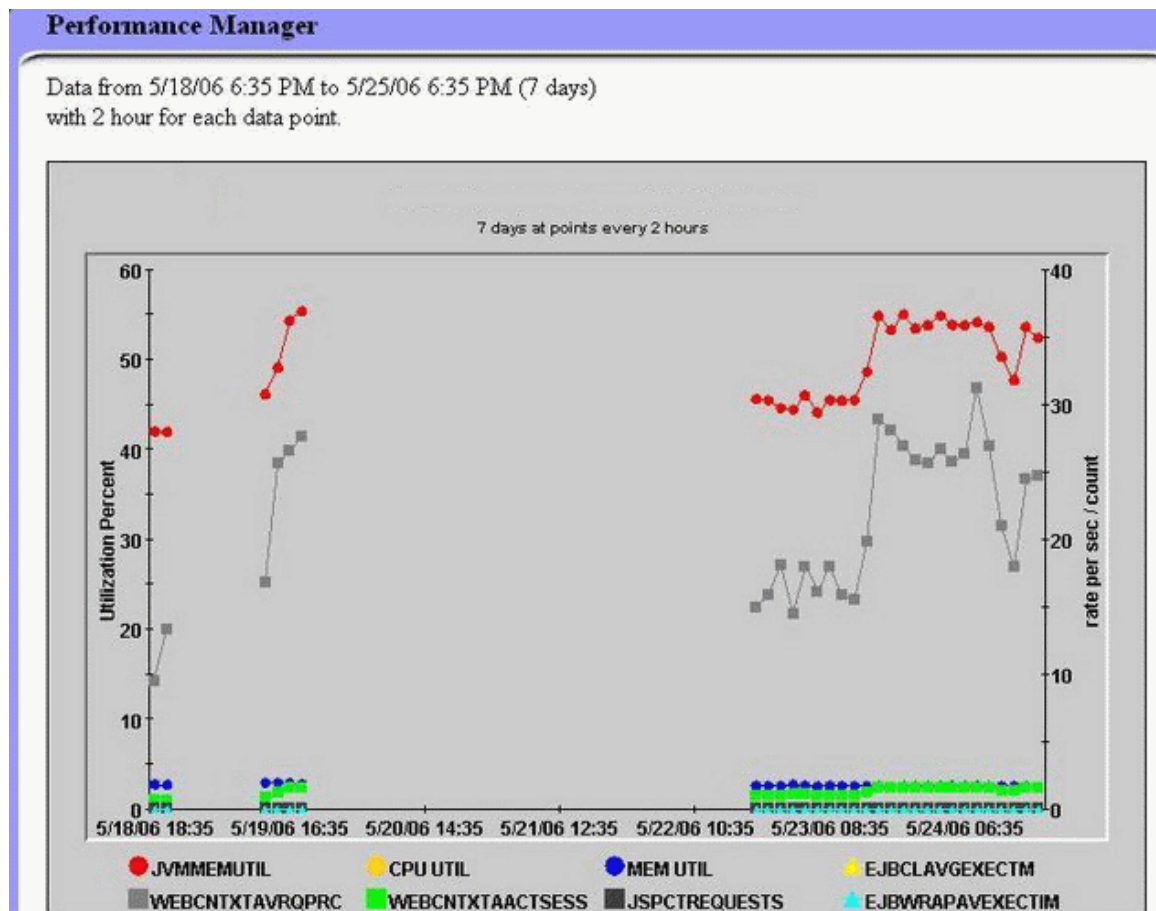 Performance Manager
Data from 5/18/06 6:35 PM to 5/25/06 6:35 PM (7 days)
with 2 hour for each data point.
7 days at points every 2 hours
60
50
40
30
20
10
0
Utilization Percent
40
30
20
10
0
rate per sec / count
5/18/06 18:35 5/19/06 16:35 5/20/06 14:35 5/21/06 12:35 5/22/06 10:35 5/23/06 08:35 5/24/06 06:35
JVMMEMUTIL CPU UTIL MEM UTIL EJBCLAVGEXECTM
WEBCNTXTAVRQPRC WEBCNTXTAACTSESS JSPCTREQUESTS EJBWRAPAVEXECTIM